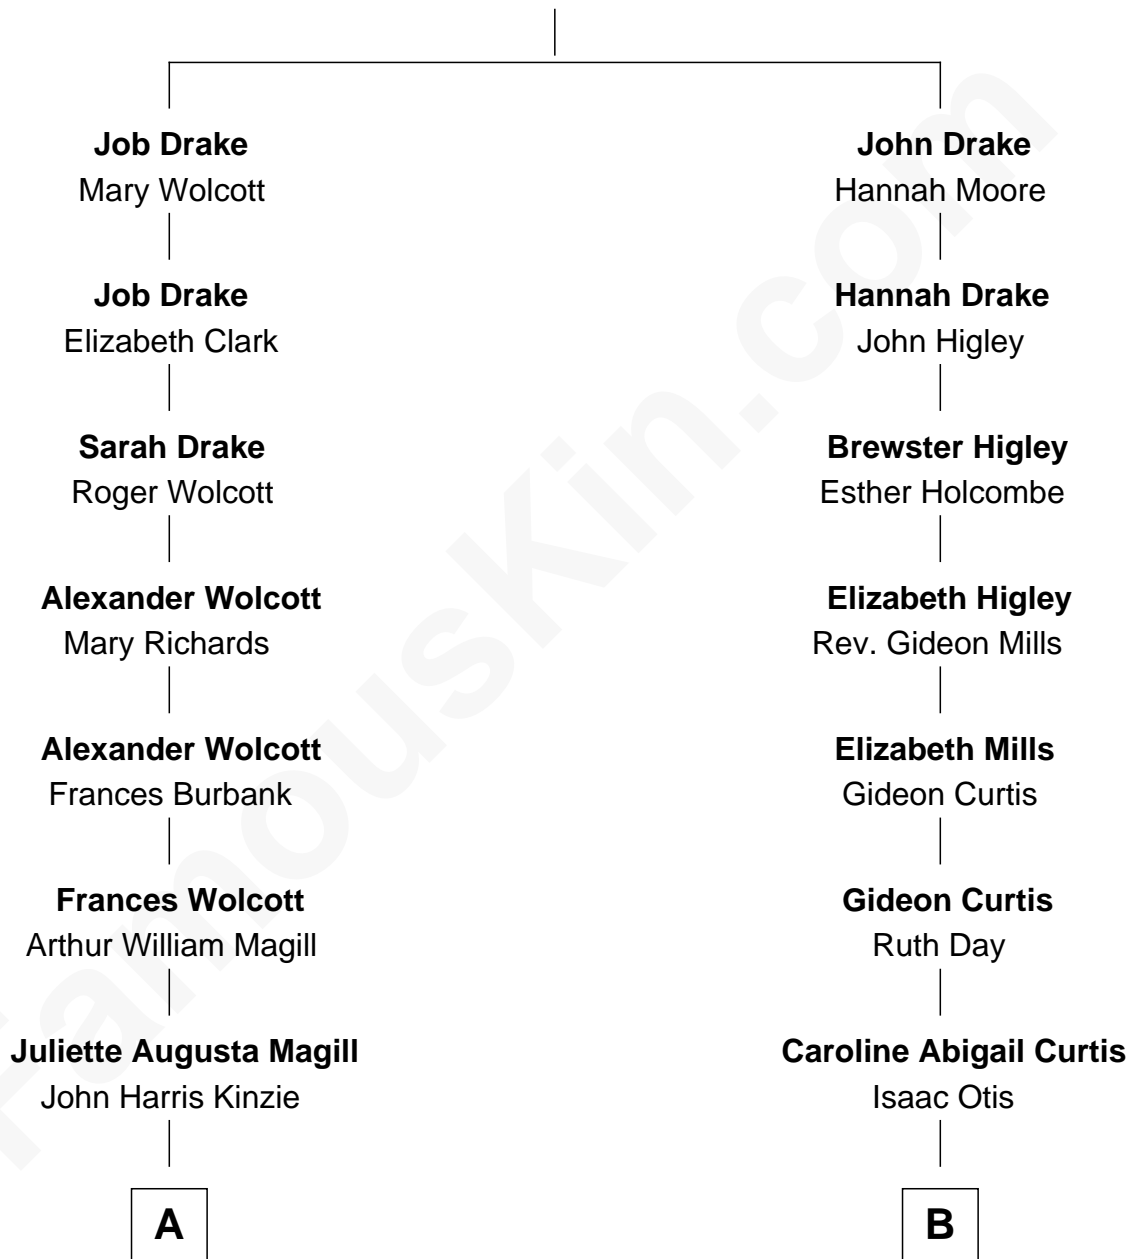 Job Drake
Mary Wolcott
Job Drake
Elizabeth Clark
Sarah Drake
Roger Wolcott
Alexander Wolcott
Mary Richards
Alexander Wolcott
Frances Burbank
Frances Wolcott
Arthur William Magill
Juliette Augusta Magill
John Harris Kinzie
A
John Drake
Hannah Moore
Hannah Drake
John Higley
Brewster Higley
Esther Holcombe
Elizabeth Higley
Rev. Gideon Mills
Elizabeth Mills
Gideon Curtis
Gideon Curtis
Ruth Day
Caroline Abigail Curtis
Isaac Otis
B
FamousKin.com